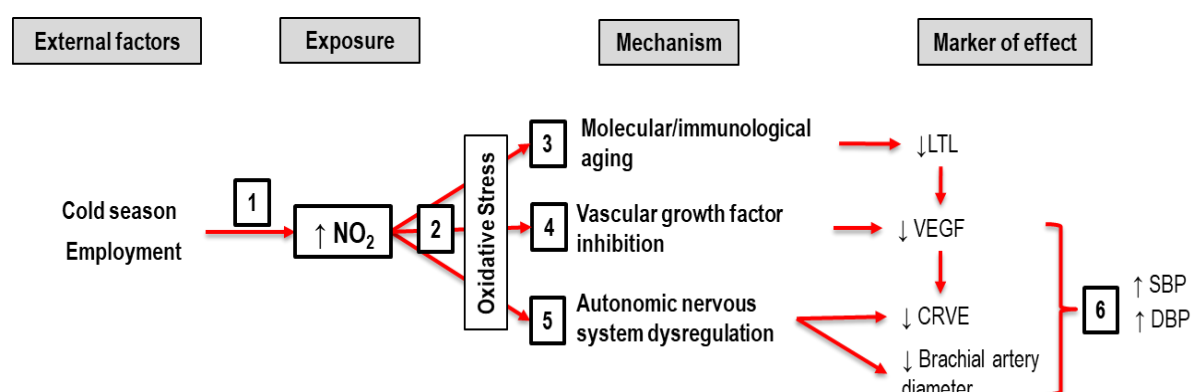 External factors
Exposure
Mechanism
Marker of effect
Cold season
Employment
1
↑ NO₂
2
Oxidative Stress
3
Molecular/immunological
aging
↓LTL
4
Vascular growth factor
inhibition
↓ VEGF
5
Autonomic nervous
system dysregulation
↓ CRVE
↓ Brachial artery
diameter
6
↑ SBP
↑ DBP